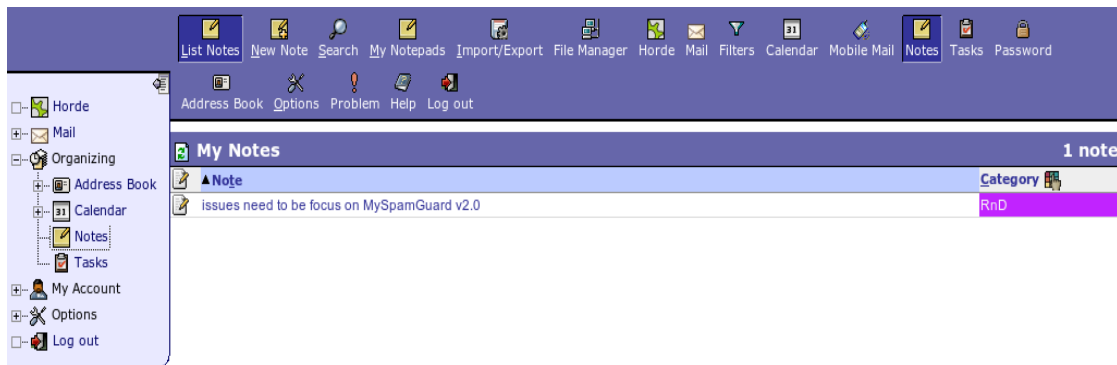 List Notes New Note Search My Notepads Import/Export File Manager Horde Mail Filters Calendar Mobile Mail Notes Tasks Password
Address Book Options Problem Help Log out
Horde
Mail
Organizing
Address Book
Calendar
Notes
Tasks
My Account
Options
Log out
My Notes 1 note
Note Category
issues need to be focus on MySpamGuard v2.0 RnD